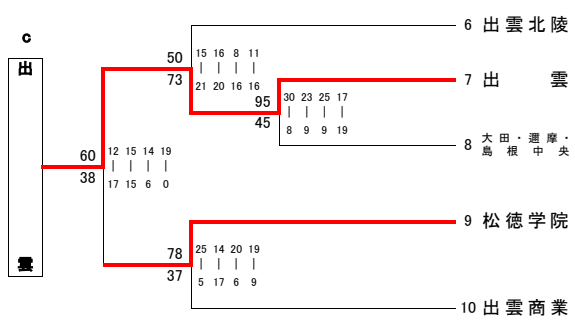 C
出雲
6 出雲北陵
50
15 16 8 11
| | | |
21 20 16 16
73
7 出雲
95
30 23 25 17
| | | |
8 9 9 19
45
8 大田・邇摩・
島根中央
60
12 15 14 19
| | | |
17 15 6 0
38
9 松徳学院
78
25 14 20 19
| | | |
5 17 6 9
37
10 出雲商業